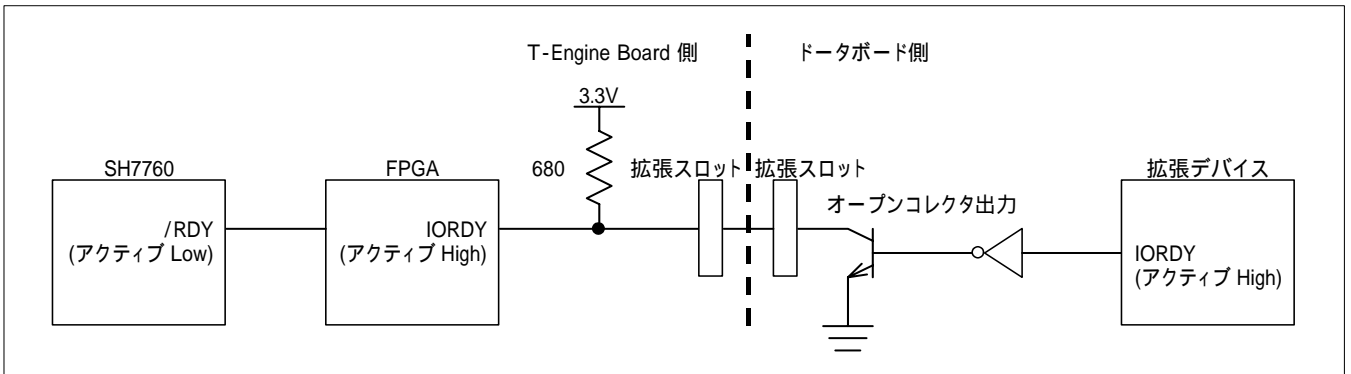 T-Engine Board 側
ドータボード側
3.3V
SH7760
FPGA
680
拡張スロット
拡張スロット
拡張デバイス
オープンコレクタ出力
/RDY
(アクティブ Low)
IORDY
(アクティブ High)
IORDY
(アクティブ High)